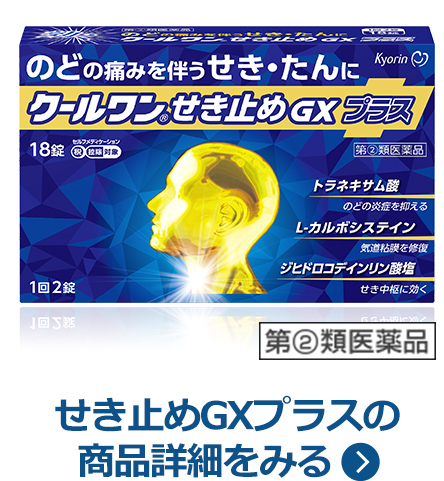 第②類医薬品
Kyorin
のどの痛みを伴うせき・たんに
クールワン®せき止めGXプラス
18錠
セルフメディケーション
税 控除 対象
第②類医薬品
トラネキサム酸
のどの炎症を抑える
L-カルボシステイン
気道粘膜を修復
ジヒドロコデインリン酸塩
せき中枢に効く
1回2錠
第②類医薬品
せき止めGXプラスの
商品詳細をみる